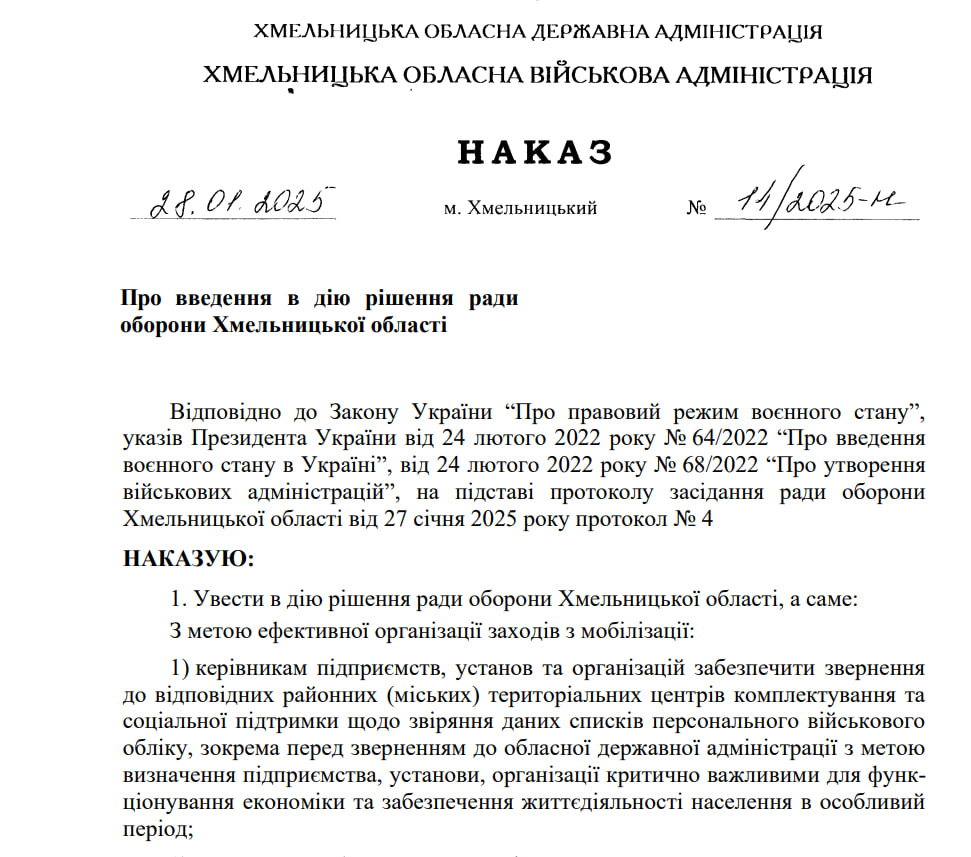 ХМЕЛЬНИЦЬКА ОБЛАСНА ДЕРЖАВНА АДМІНІСТРАЦІЯ
ХМЕЛЬНИЦЬКА ОБЛАСНА ВІЙСЬКОВА АДМІНІСТРАЦІЯ
НАКАЗ
28.01.2025 м. Хмельницький № 14/2025-н
Про введення в дію рішення ради
оборони Хмельницької області
Відповідно до Закону України “Про правовий режим воєнного стану”,
указів Президента України від 24 лютого 2022 року № 64/2022 “Про введення
воєнного стану в Україні”, від 24 лютого 2022 року № 68/2022 “Про утворення
військових адміністрацій”, на підставі протоколу засідання ради оборони
Хмельницької області від 27 січня 2025 року протокол № 4
НАКАЗУЮ:
1. Увести в дію рішення ради оборони Хмельницької області, а саме:
З метою ефективної організації заходів з мобілізації:
1) керівникам підприємств, установ та організацій забезпечити звернення
до відповідних районних (міських) територіальних центрів комплектування та
соціальної підтримки щодо звіряння даних списків персонального військового
обліку, зокрема перед зверненням до обласної державної адміністрації з метою
визначення підприємства, установи, організації критично важливими для функ-
ціонування економіки та забезпечення життєдіяльності населення в особливий
період;